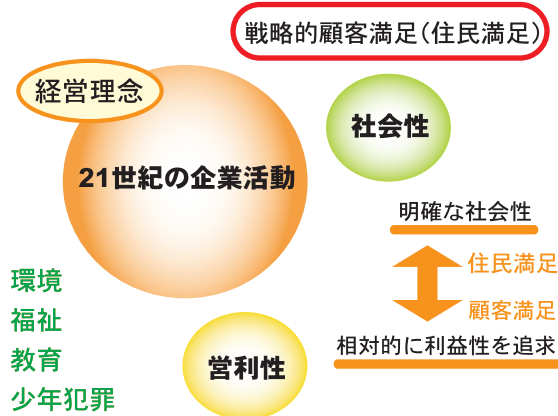 戦略的顧客満足(住民満足)
経営理念
社会性
21世紀の企業活動
明確な社会性
住民満足
顧客満足
相対的に利益性を追求
環境
福祉
教育
少年犯罪
営利性